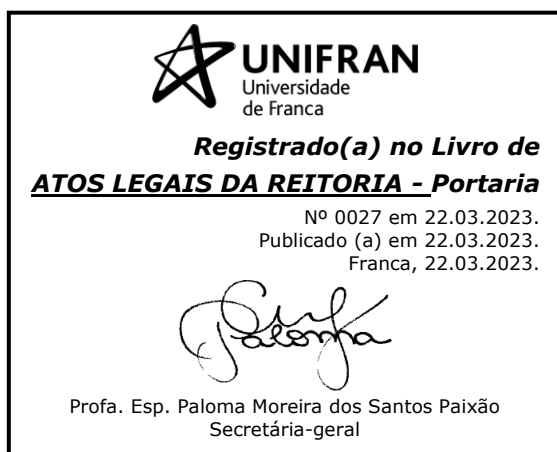 UNIFRAN
Universidade
de Franca
Registrado(a) no Livro de
ATOS LEGAIS DA REITORIA - Portaria
Nº 0027 em 22.03.2023.
Publicado (a) em 22.03.2023.
Franca, 22.03.2023.
Paloma
Profa. Esp. Paloma Moreira dos Santos Paixão
Secretária-geral